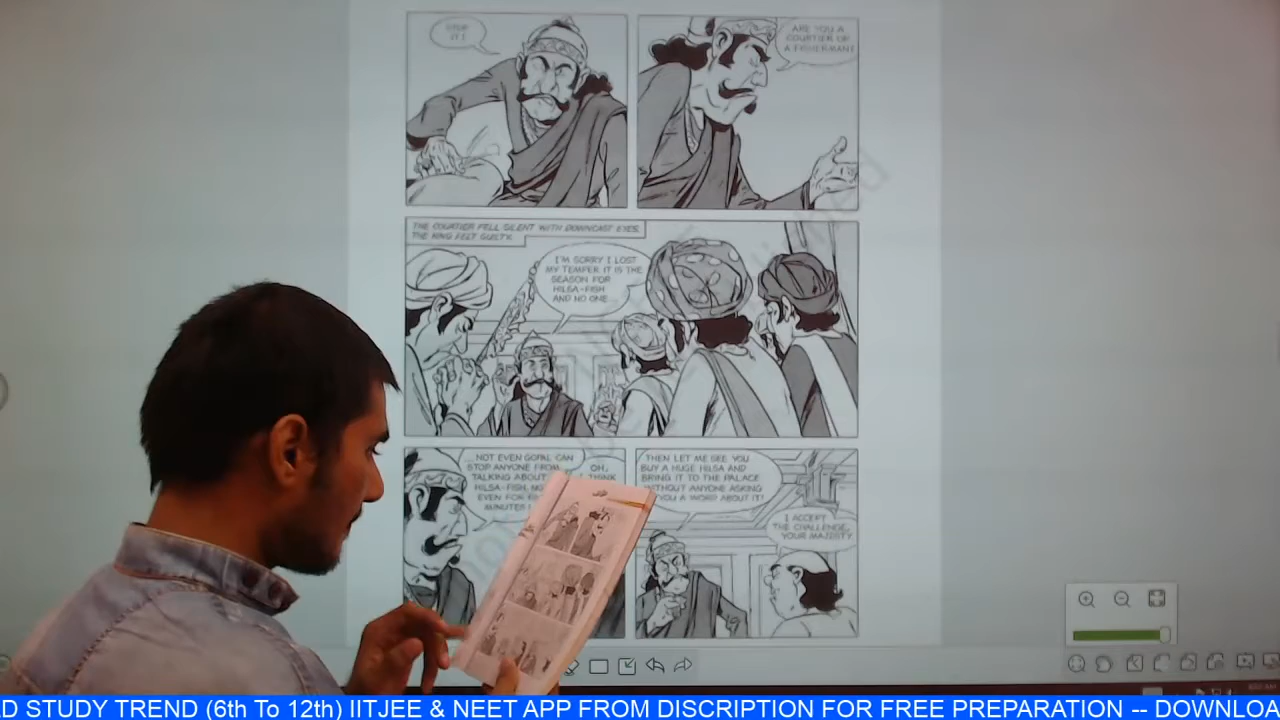 STOP
IT!
ARE YOU A
COURTIER OR
A FISHERMAN?
THE COURTIER FELL SILENT WITH DOWNCAST EYES.
THE KING FELT GUILTY.
I'M SORRY I LOST
MY TEMPER. IT IS THE
SEASON FOR
HILSA-FISH
AND NO ONE...
...NOT EVEN GOPAL CAN
STOP ANYONE FROM
TALKING ABOUT
HILSA-FISH.
EVEN FOR
MINUTES!
OH,
THINK
THEN LET ME SEE YOU
BUY A HUGE HILSA AND
BRING IT TO THE PALACE
WITHOUT ANYONE ASKING
YOU A WORD ABOUT IT!
I ACCEPT
THE CHALLENGE,
YOUR MAJESTY.
AD STUDY TREND (6th To 12th) IITJEE & NEET APP FROM DISCRIPTION FOR FREE PREPARATION -- DOWNLOA